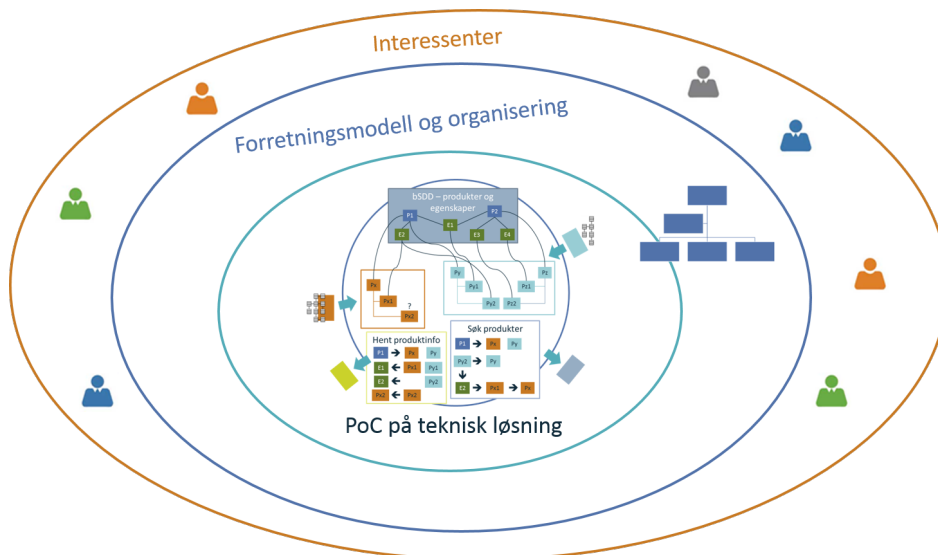 Interessenter
Forretningsmodell og organisering
bSDD – produkter og
egenskaper
P1
P2
E1
E2
E3
E4
Px
Px1
?
Px2
Py
Py1
Py2
Pz
Pz1
Pz2
Hent produktinfo
P1 Px Py
E1 Px1 Py1
E2 Py2
Px2 Px2
Søk produkter
P1 Px Py
Py2 Py
E2 Px1 Px
PoC på teknisk løsning